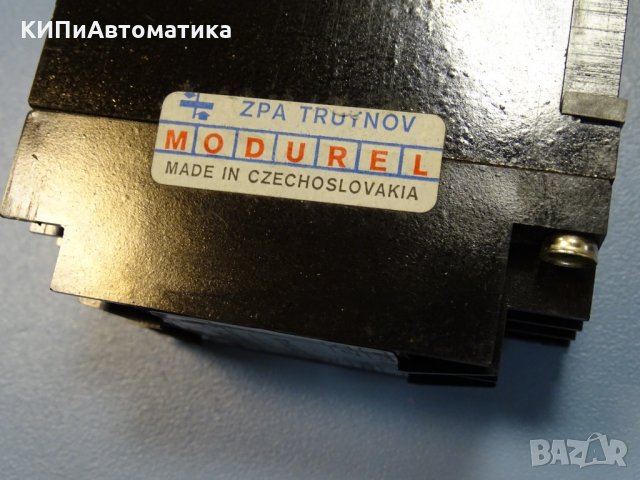 КИПиАвтоматика
ZPA TRUTNOV
MODUREL
MADE IN CZECHOSLOVAKIA
BAZAR